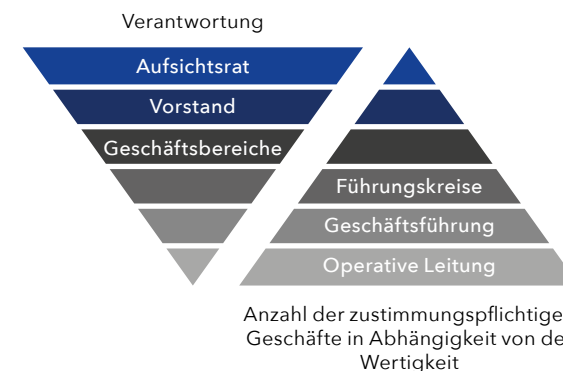 Verantwortung
Aufsichtsrat
Vorstand
Geschäftsbereiche
Führungskreise
Geschäftsführung
Operative Leitung
Anzahl der zustimmungspflichtige
Geschäfte in Abhängigkeit von de
Wertigkeit